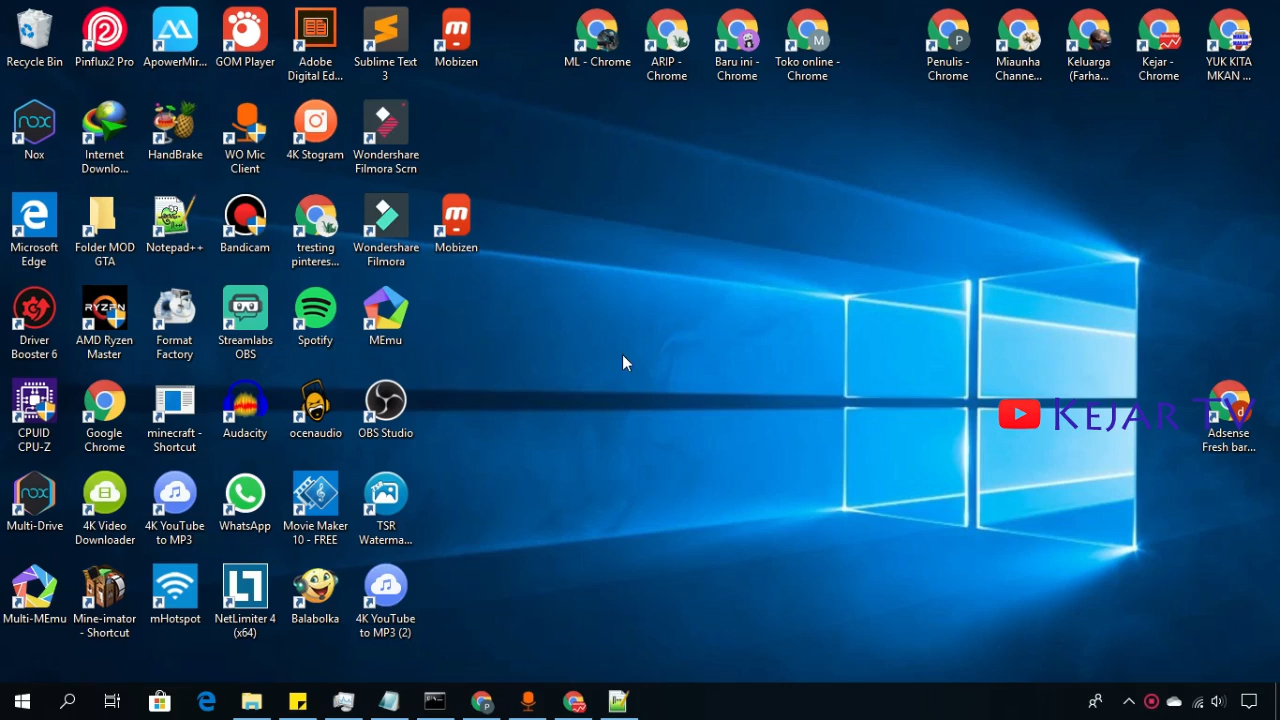 Recycle Bin
Pinflux2 Pro
ApowerMir...
GOM Player
Adobe
Digital Ed...
Sublime Text
3
Mobizen
ML - Chrome
ARIP -
Chrome
Baru ini -
Chrome
Toko online -
Chrome
Penulis -
Chrome
Miaunha
Channe...
Keluarga
(Farha...
Kejar -
Chrome
YUK KITA
MKAN ...
Nox
Internet
Downlo...
HandBrake
WO Mic
Client
4K Stogram
Wondershare
Filmora Scrn
Microsoft
Edge
Folder MOD
GTA
Notepad++
Bandicam
tresting
pinteres...
Wondershare
Filmora
Mobizen
Driver
Booster 6
AMD Ryzen
Master
Format
Factory
Streamlabs
OBS
Spotify
MEmu
CPUID
CPU-Z
Google
Chrome
minecraft -
Shortcut
Audacity
ocenaudio
OBS Studio
KEJAR TV
Adsense
Fresh bar...
Multi-Drive
4K Video
Downloader
4K YouTube
to MP3
WhatsApp
Movie Maker
10 - FREE
TSR
Waterma...
Multi-MEmu
Mine-imator
- Shortcut
mHotspot
NetLimiter 4
(x64)
Balabolka
4K YouTube
to MP3 (2)